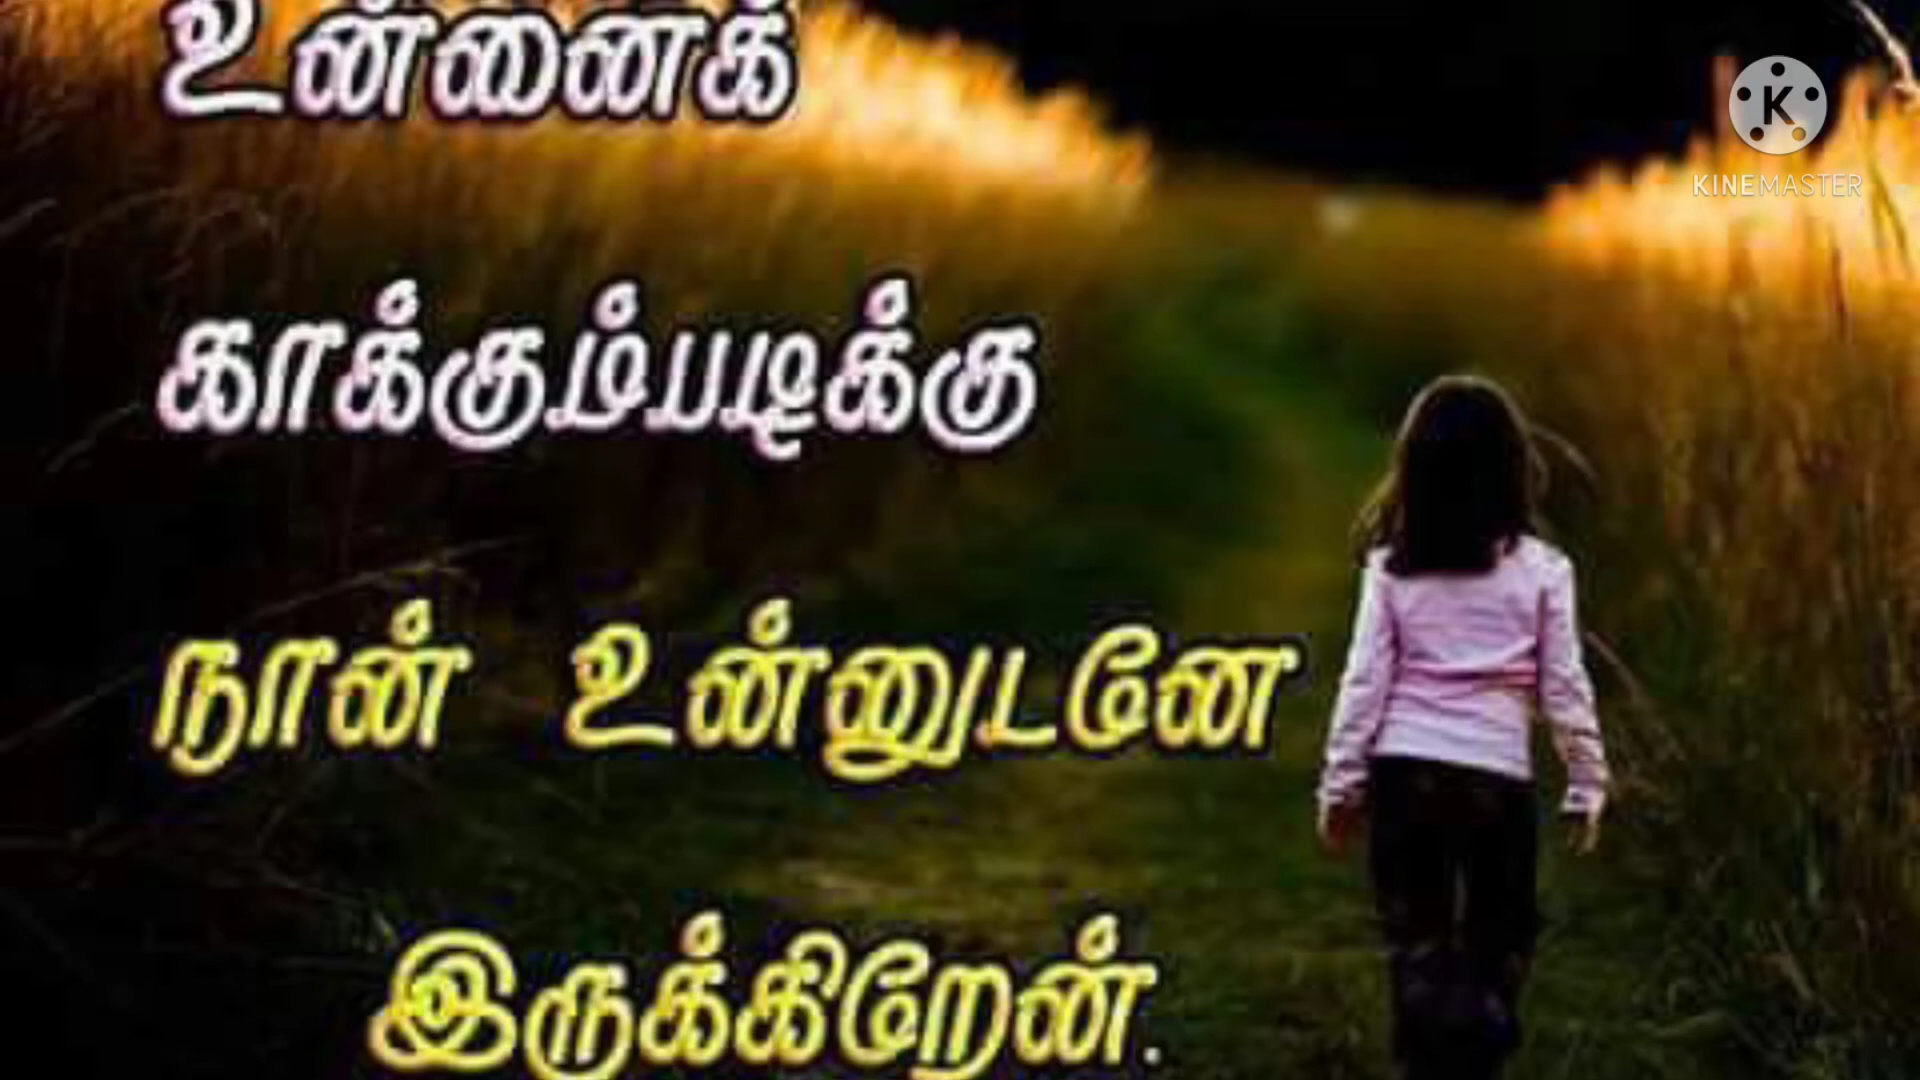 உன்னைக்
KINEMASTER
காக்கும்படிக்கு
நான் உன்னுடனே
இருக்கிறேன்.